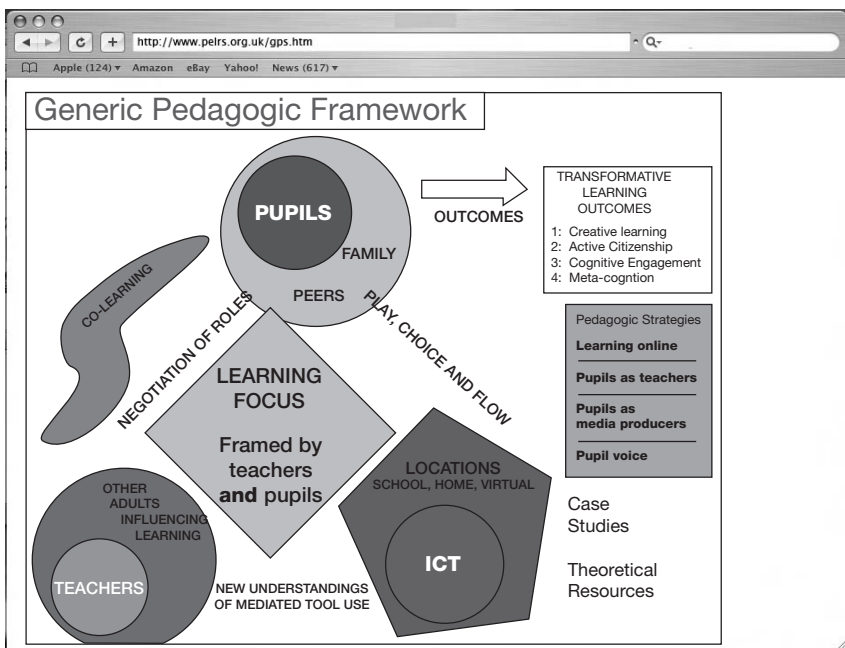 http://www.pelrs.org.uk/gps.htm
Q-
Apple (124) Amazon eBay Yahoo! News (617)
Generic Pedagogic Framework
PUPILS
FAMILY
PEERS
OUTCOMES
TRANSFORMATIVE
LEARNING
OUTCOMES
1: Creative learning
2: Active Citizenship
3: Cognitive Engagement
4: Meta-cogntion
CO-LEARNING
NEGOTIATION OF ROLES
PLAY, CHOICE AND FLOW
Pedagogic Strategies
Learning online
Pupils as teachers
Pupils as
media producers
Pupil voice
LEARNING
FOCUS
Framed by
teachers
and pupils
LOCATIONS
SCHOOL, HOME, VIRTUAL
ICT
OTHER
ADULTS
INFLUENCING
LEARNING
TEACHERS
NEW UNDERSTANDINGS
OF MEDIATED TOOL USE
Case
Studies
Theoretical
Resources